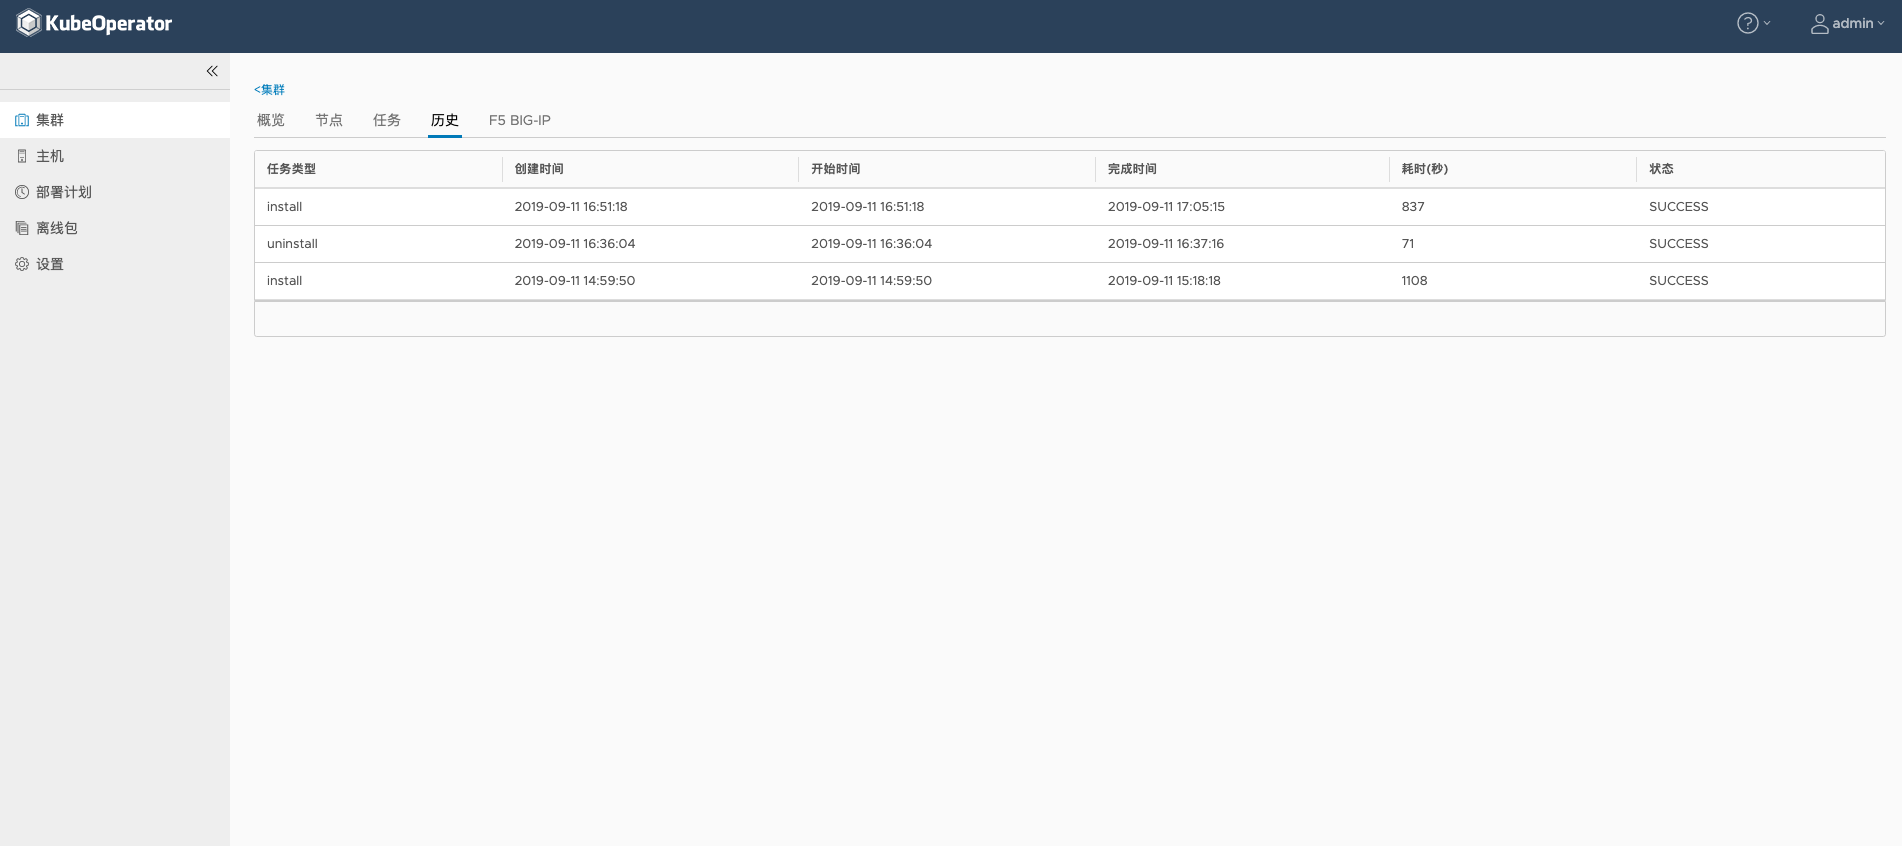 KubeOperator
admin
集群
主机
部署计划
离线包
设置
<集群
概览 节点 任务 历史 F5 BIG-IP
任务类型 创建时间 开始时间 完成时间 耗时(秒) 状态
install 2019-09-11 16:51:18 2019-09-11 16:51:18 2019-09-11 17:05:15 837 SUCCESS
uninstall 2019-09-11 16:36:04 2019-09-11 16:36:04 2019-09-11 16:37:16 71 SUCCESS
install 2019-09-11 14:59:50 2019-09-11 14:59:50 2019-09-11 15:18:18 1108 SUCCESS